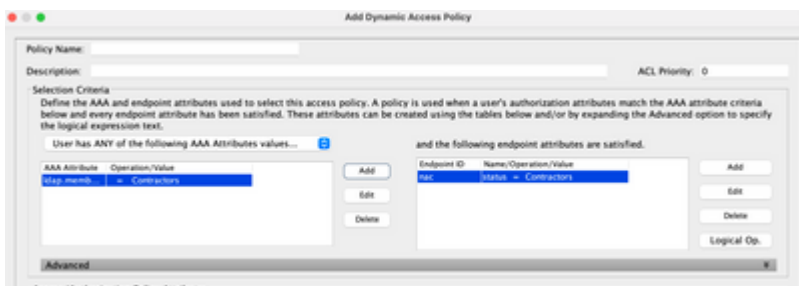 Add Dynamic Access Policy
Policy Name:
Description:
ACL Priority: 0
Selection Criteria
Define the AAA and endpoint attributes used to select this access policy. A policy is used when a user's authorization attributes match the AAA attribute criteria
below and every endpoint attribute has been satisfied. These attributes can be created using the tables below and/or by expanding the Advanced option to specify
the logical expression text.
User has ANY of the following AAA Attributes values...
and the following endpoint attributes are satisfied.
AAA Attribute Operation/Value
ldap.memb... = Contractors
Add
Edit
Delete
Endpoint ID Name/Operation/Value
nac status = Contractors
Add
Edit
Delete
Logical Op.
Advanced